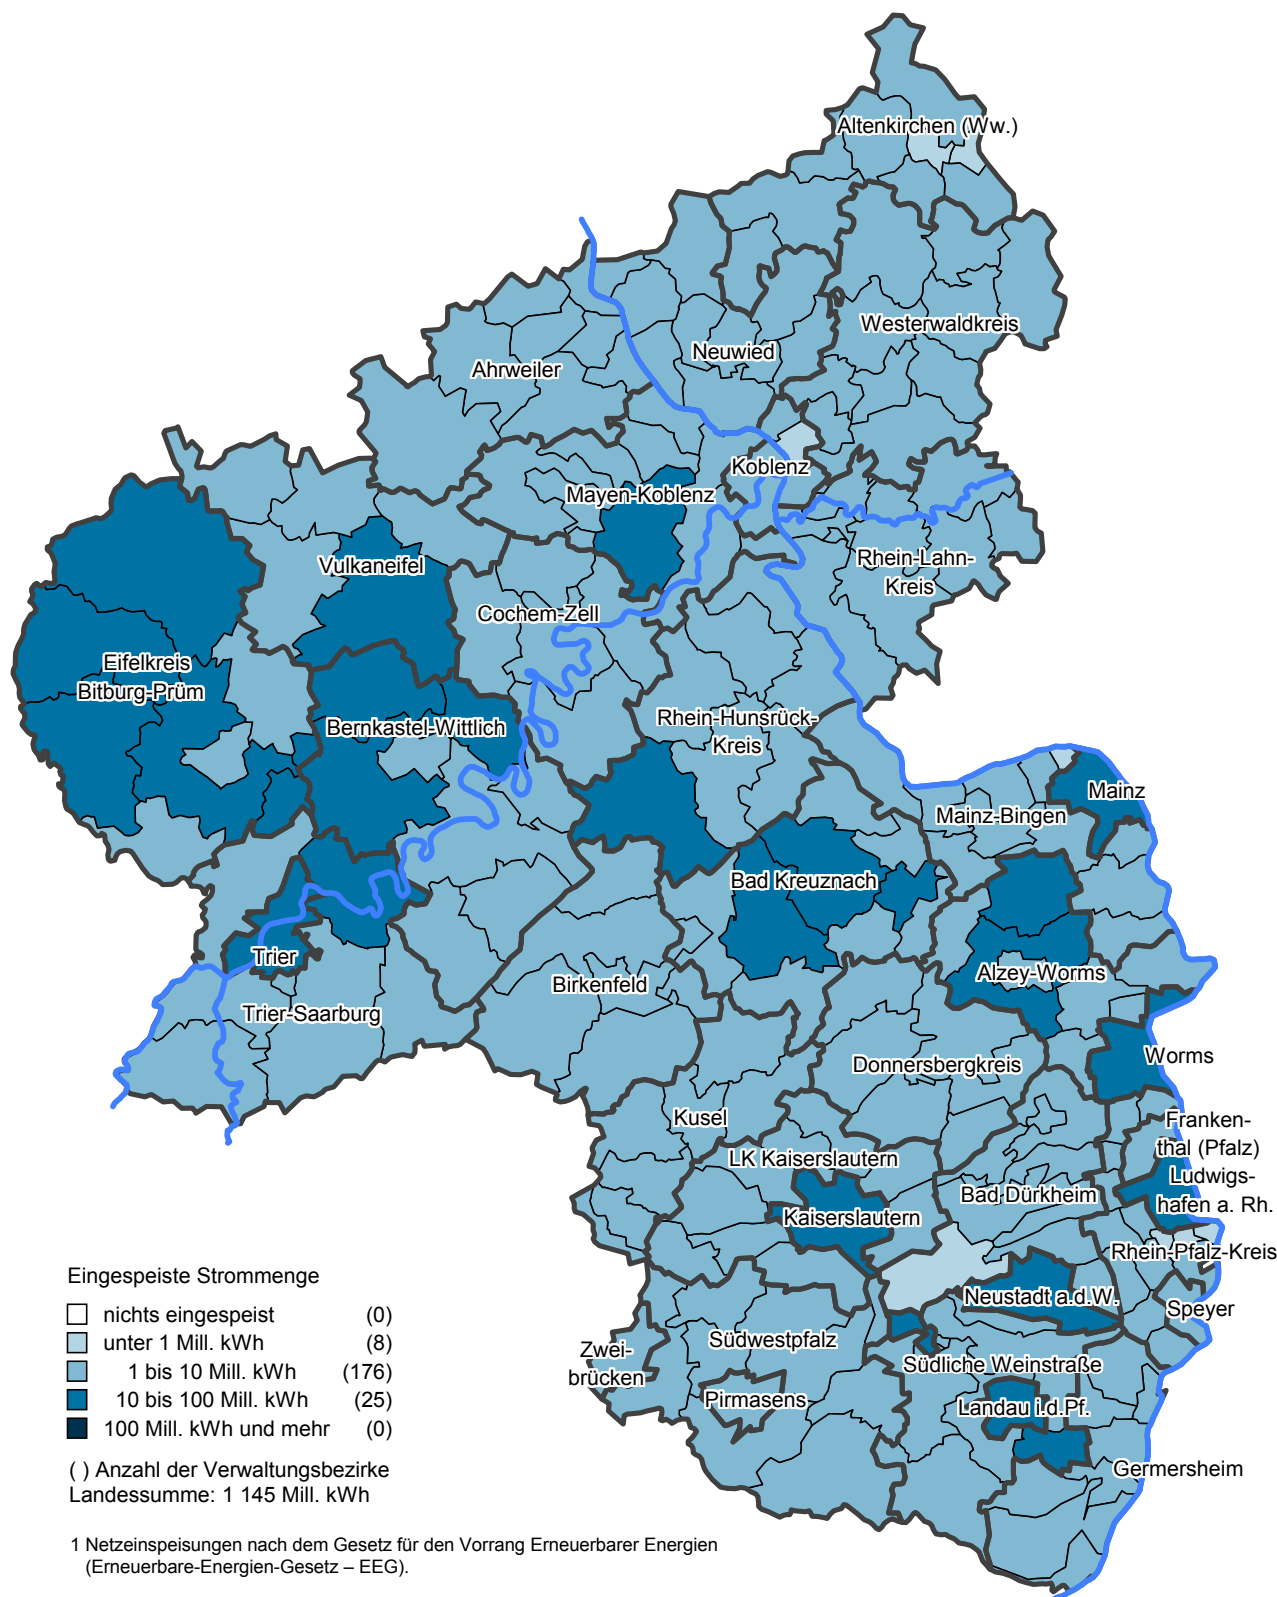 Altenkirchen (Ww.)
Westerwaldkreis
Neuwied
Ahrweiler
Koblenz
Mayen-Koblenz
Rhein-Lahn-
Kreis
Vulkaneifel
Cochem-Zell
Eifelkreis
Bitburg-Prüm
Rhein-Hunsrück-
Kreis
Bernkastel-Wittlich
Mainz
Mainz-Bingen
Bad Kreuznach
Trier
Alzey-Worms
Birkenfeld
Trier-Saarburg
Worms
Donnersbergkreis
Kusel
Franken-
thal (Pfalz)
LK Kaiserslautern
Ludwigs-
hafen a. Rh.
Bad Dürkheim
Kaiserslautern
Rhein-Pfalz-Kreis
Neustadt a.d.W.
Speyer
Südwestpfalz
Zwei-
brücken
Südliche Weinstraße
Pirmasens
Landau i.d.Pf.
Germersheim
Eingespeiste Strommenge
nichts eingespeist (0)
unter 1 Mill. kWh (8)
1 bis 10 Mill. kWh (176)
10 bis 100 Mill. kWh (25)
100 Mill. kWh und mehr (0)
( ) Anzahl der Verwaltungsbezirke
Landessumme: 1 145 Mill. kWh
1 Netzeinspeisungen nach dem Gesetz für den Vorrang Erneuerbarer Energien
(Erneuerbare-Energien-Gesetz – EEG).